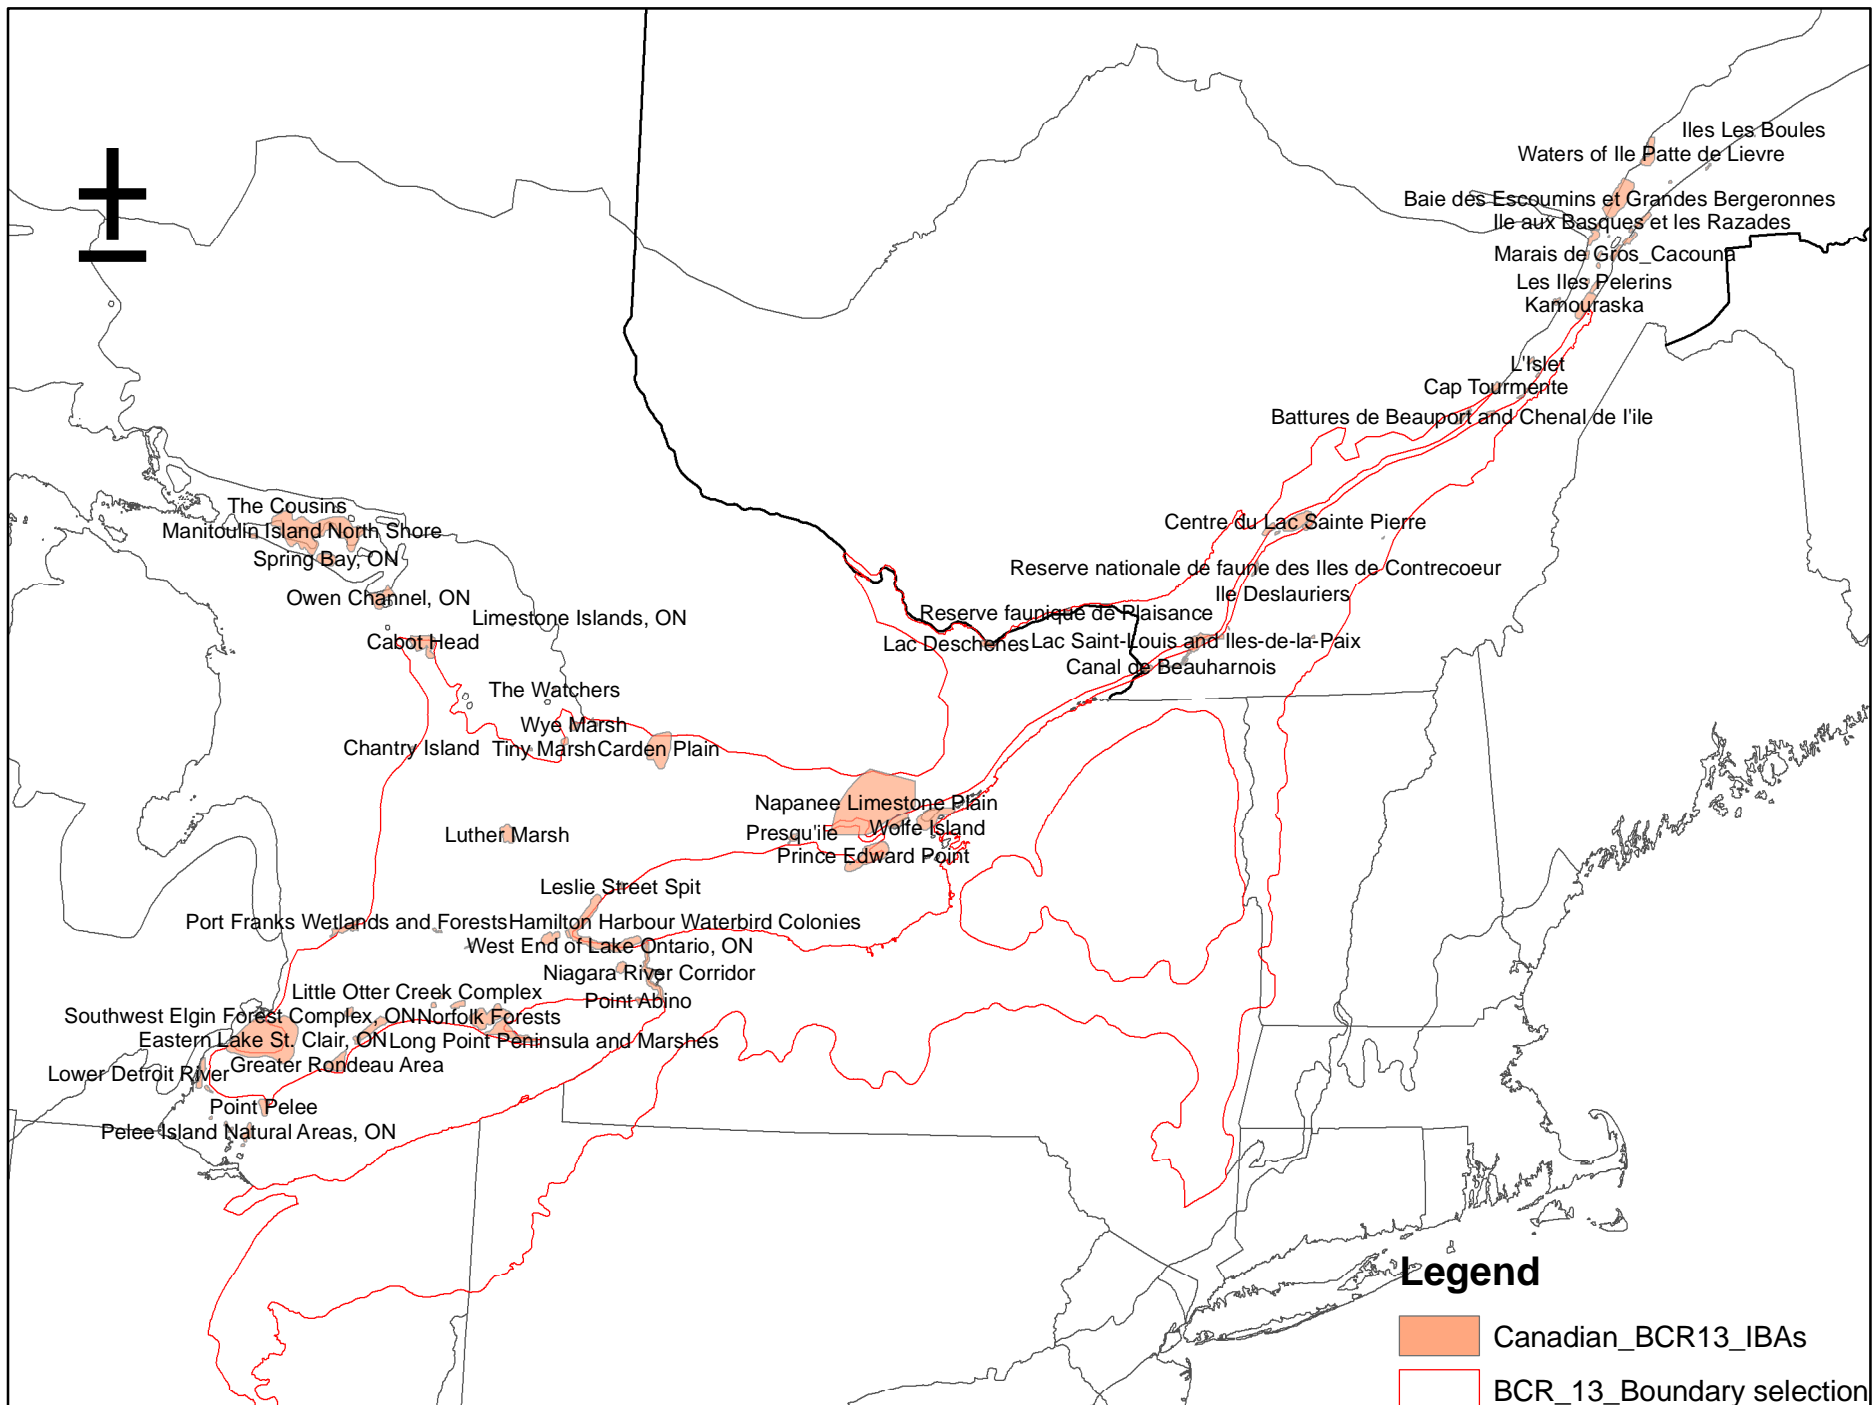 Iles Les Boules
Waters of Ile Patte de Lievre
Baie des Escoumins et Grandes Bergeronnes
Ile aux Basques et les Razades
Marais de Gros_Cacouna
Les Iles Pelerins
Kamouraska
L'Islet
Cap Tourmente
Battures de Beauport and Chenal de l'ile
The Cousins
Manitoulin Island North Shore
Centre du Lac Sainte Pierre
Spring Bay, ON
Reserve nationale de faune des Iles de Contrecoeur
Owen Channel, ON
Ile Deslauriers
Limestone Islands, ON
Reserve faunique de Plaisance
Cabot Head
Lac Deschenes
Lac Saint-Louis and Iles-de-la-Paix
Canal de Beauharnois
The Watchers
Wye Marsh
Chantry Island
Tiny Marsh
Carden Plain
Napanee Limestone Plain
Luther Marsh
Presqu'ile
Wolfe Island
Prince Edward Point
Leslie Street Spit
Port Franks Wetlands and Forests
Hamilton Harbour Waterbird Colonies
West End of Lake Ontario, ON
Niagara River Corridor
Little Otter Creek Complex
Point Abino
Southwest Elgin Forest Complex, ON
Norfolk Forests
Eastern Lake St. Clair, ON
Long Point Peninsula and Marshes
Greater Rondeau Area
Lower Detroit River
Point Pelee
Pelee Island Natural Areas, ON
Legend
Canadian_BCR13_IBAs
BCR_13_Boundary selection